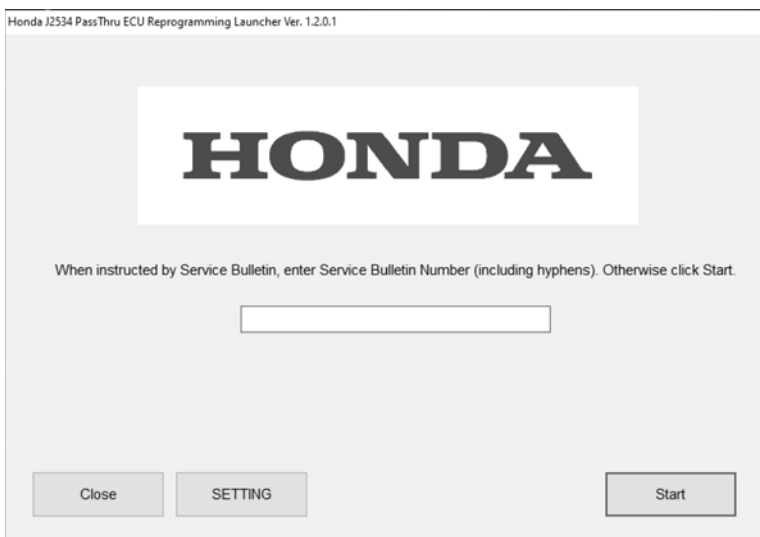 Honda J2534 PassThru ECU Reprogramming Launcher Ver. 1.2.0.1
HONDA
When instructed by Service Bulletin, enter Service Bulletin Number (including hyphens). Otherwise click Start.
Close SETTING Start